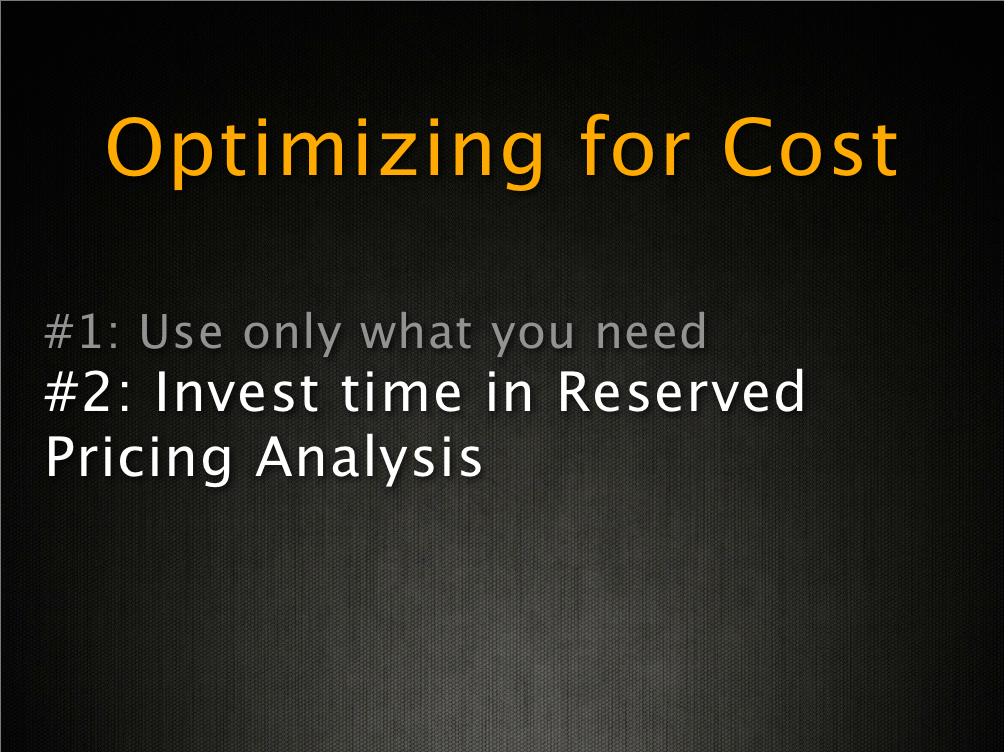 Optimizing for Cost
#1: Use only what you need
#2: Invest time in Reserved
Pricing Analysis